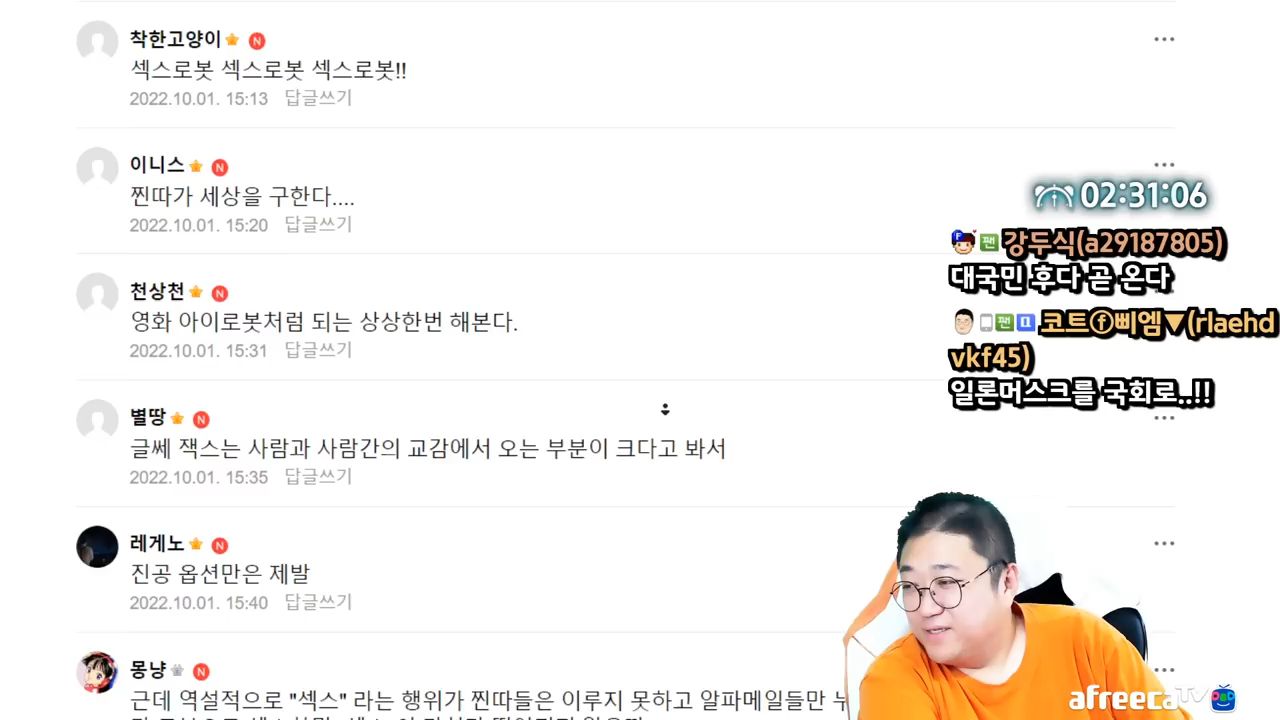 착한고양이 N
섹스로봇 섹스로봇 섹스로봇!!
2022.10.01. 15:13 답글쓰기
이니스 N
찐따가 세상을 구한다....
2022.10.01. 15:20 답글쓰기
천상천 N
영화 아이로봇처럼 되는 상상한번 해본다.
2022.10.01. 15:31 답글쓰기
별땅 N
글쎄 잭스는 사람과 사람간의 교감에서 오는 부분이 크다고 봐서
2022.10.01. 15:35 답글쓰기
레게노 N
진공 옵션만은 제발
2022.10.01. 15:40 답글쓰기
몽냥 N
근데 역설적으로 "섹스" 라는 행위가 찐따들은 이루지 못하고 알파메일들만
02:31:06
팬 강두식(a29187805)
대국민 후다 곧 온다
팬 코트ⓕ삐엠▼(rlaehd
vkf45)
일론머스크를 국회로..!!
afreecaTV